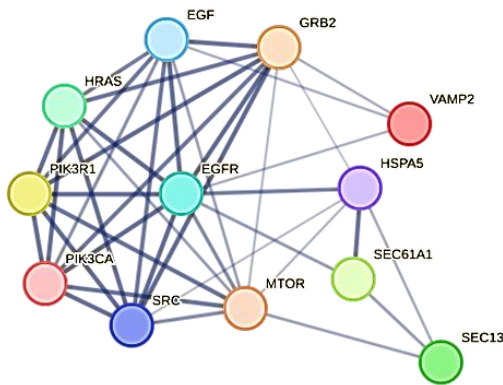 EGF
GRB2
HRAS
VAMP2
PIK3R1
EGFR
HSPA5
PIK3CA
SEC61A1
SRC
MTOR
SEC13